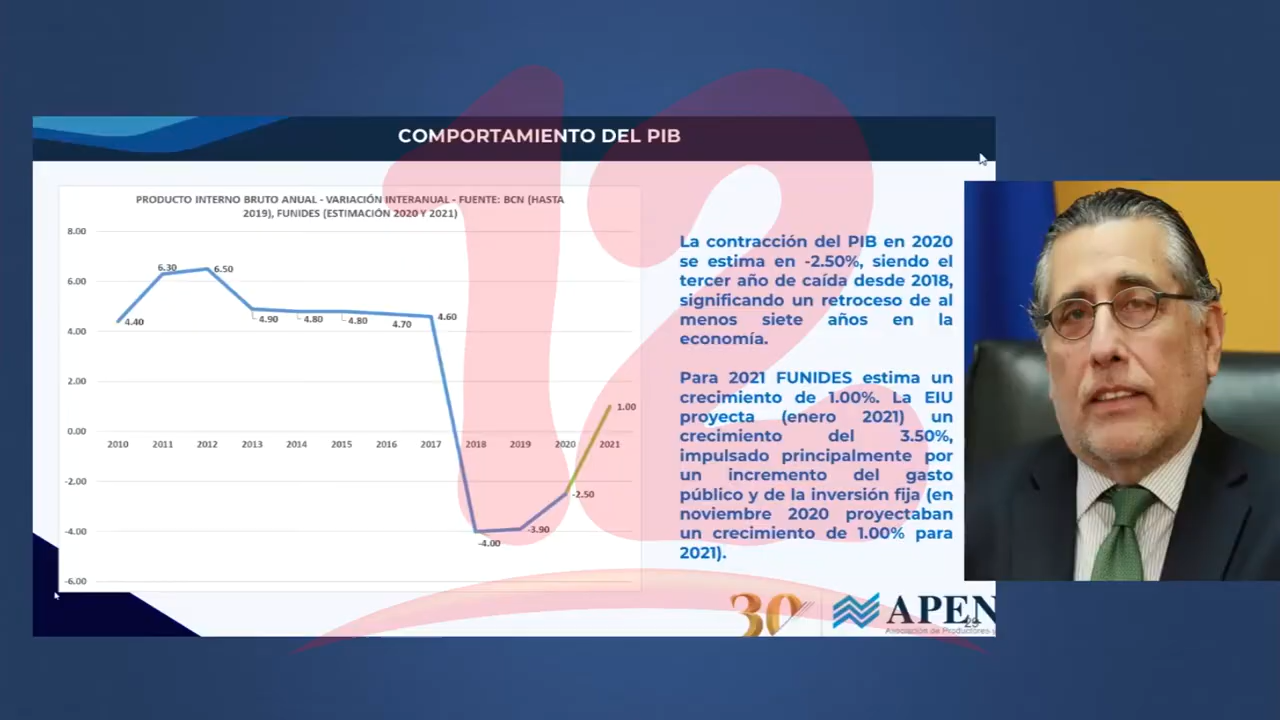 COMPORTAMIENTO DEL PIB
PRODUCTO INTERNO BRUTO ANUAL - VARIACIÓN INTERANUAL - FUENTE: BCN (HASTA
2019), FUNIDES (ESTIMACIÓN 2020 Y 2021)
8.00
6.00
4.00
2.00
0.00
-2.00
-4.00
-6.00
4.40
6.30
6.50
4.90
4.80
4.80
4.70
4.60
-4.00
-3.90
-2.50
1.00
2010 2011 2012 2013 2014 2015 2016 2017 2018 2019 2020 2021
La contracción del PIB en 2020
se estima en -2.50%, siendo el
tercer año de caída desde 2018,
significando un retroceso de al
menos siete años en la
economía.
Para 2021 FUNIDES estima un
crecimiento de 1.00%. La EIU
proyecta (enero 2021) un
crecimiento del 3.50%,
impulsado principalmente por
un incremento del gasto
público y de la inversión fija (en
noviembre 2020 proyectaban
un crecimiento de 1.00% para
2021).
12
30
APEN
Asociación de Productores y
29